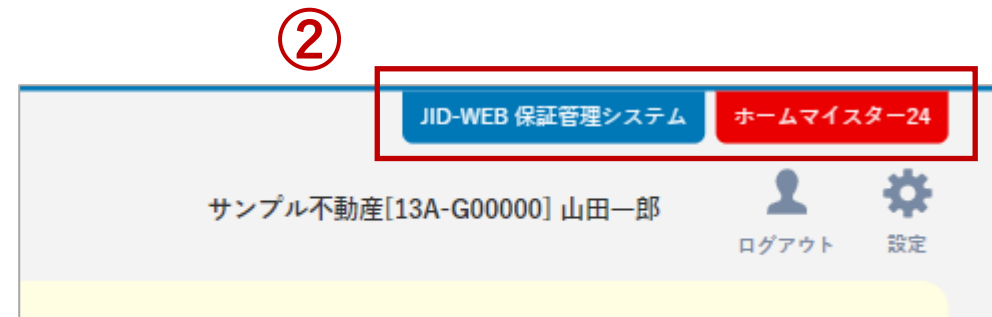 ②
JID-WEB 保証管理システム
ホームマイスター24
サンプル不動産[13A-G00000] 山田一郎
ログアウト
設定